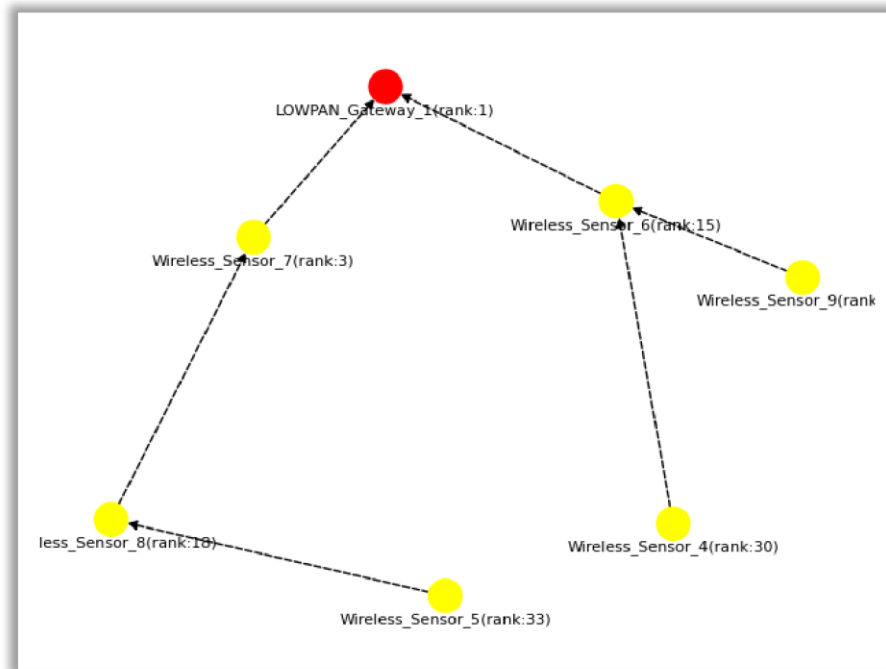 LOWPAN_Gateway_1(rank:1)
Wireless_Sensor_6(rank:15)
Wireless_Sensor_7(rank:3)
Wireless_Sensor_9(rank
less_Sensor_8(rank:18)
Wireless_Sensor_4(rank:30)
Wireless_Sensor_5(rank:33)